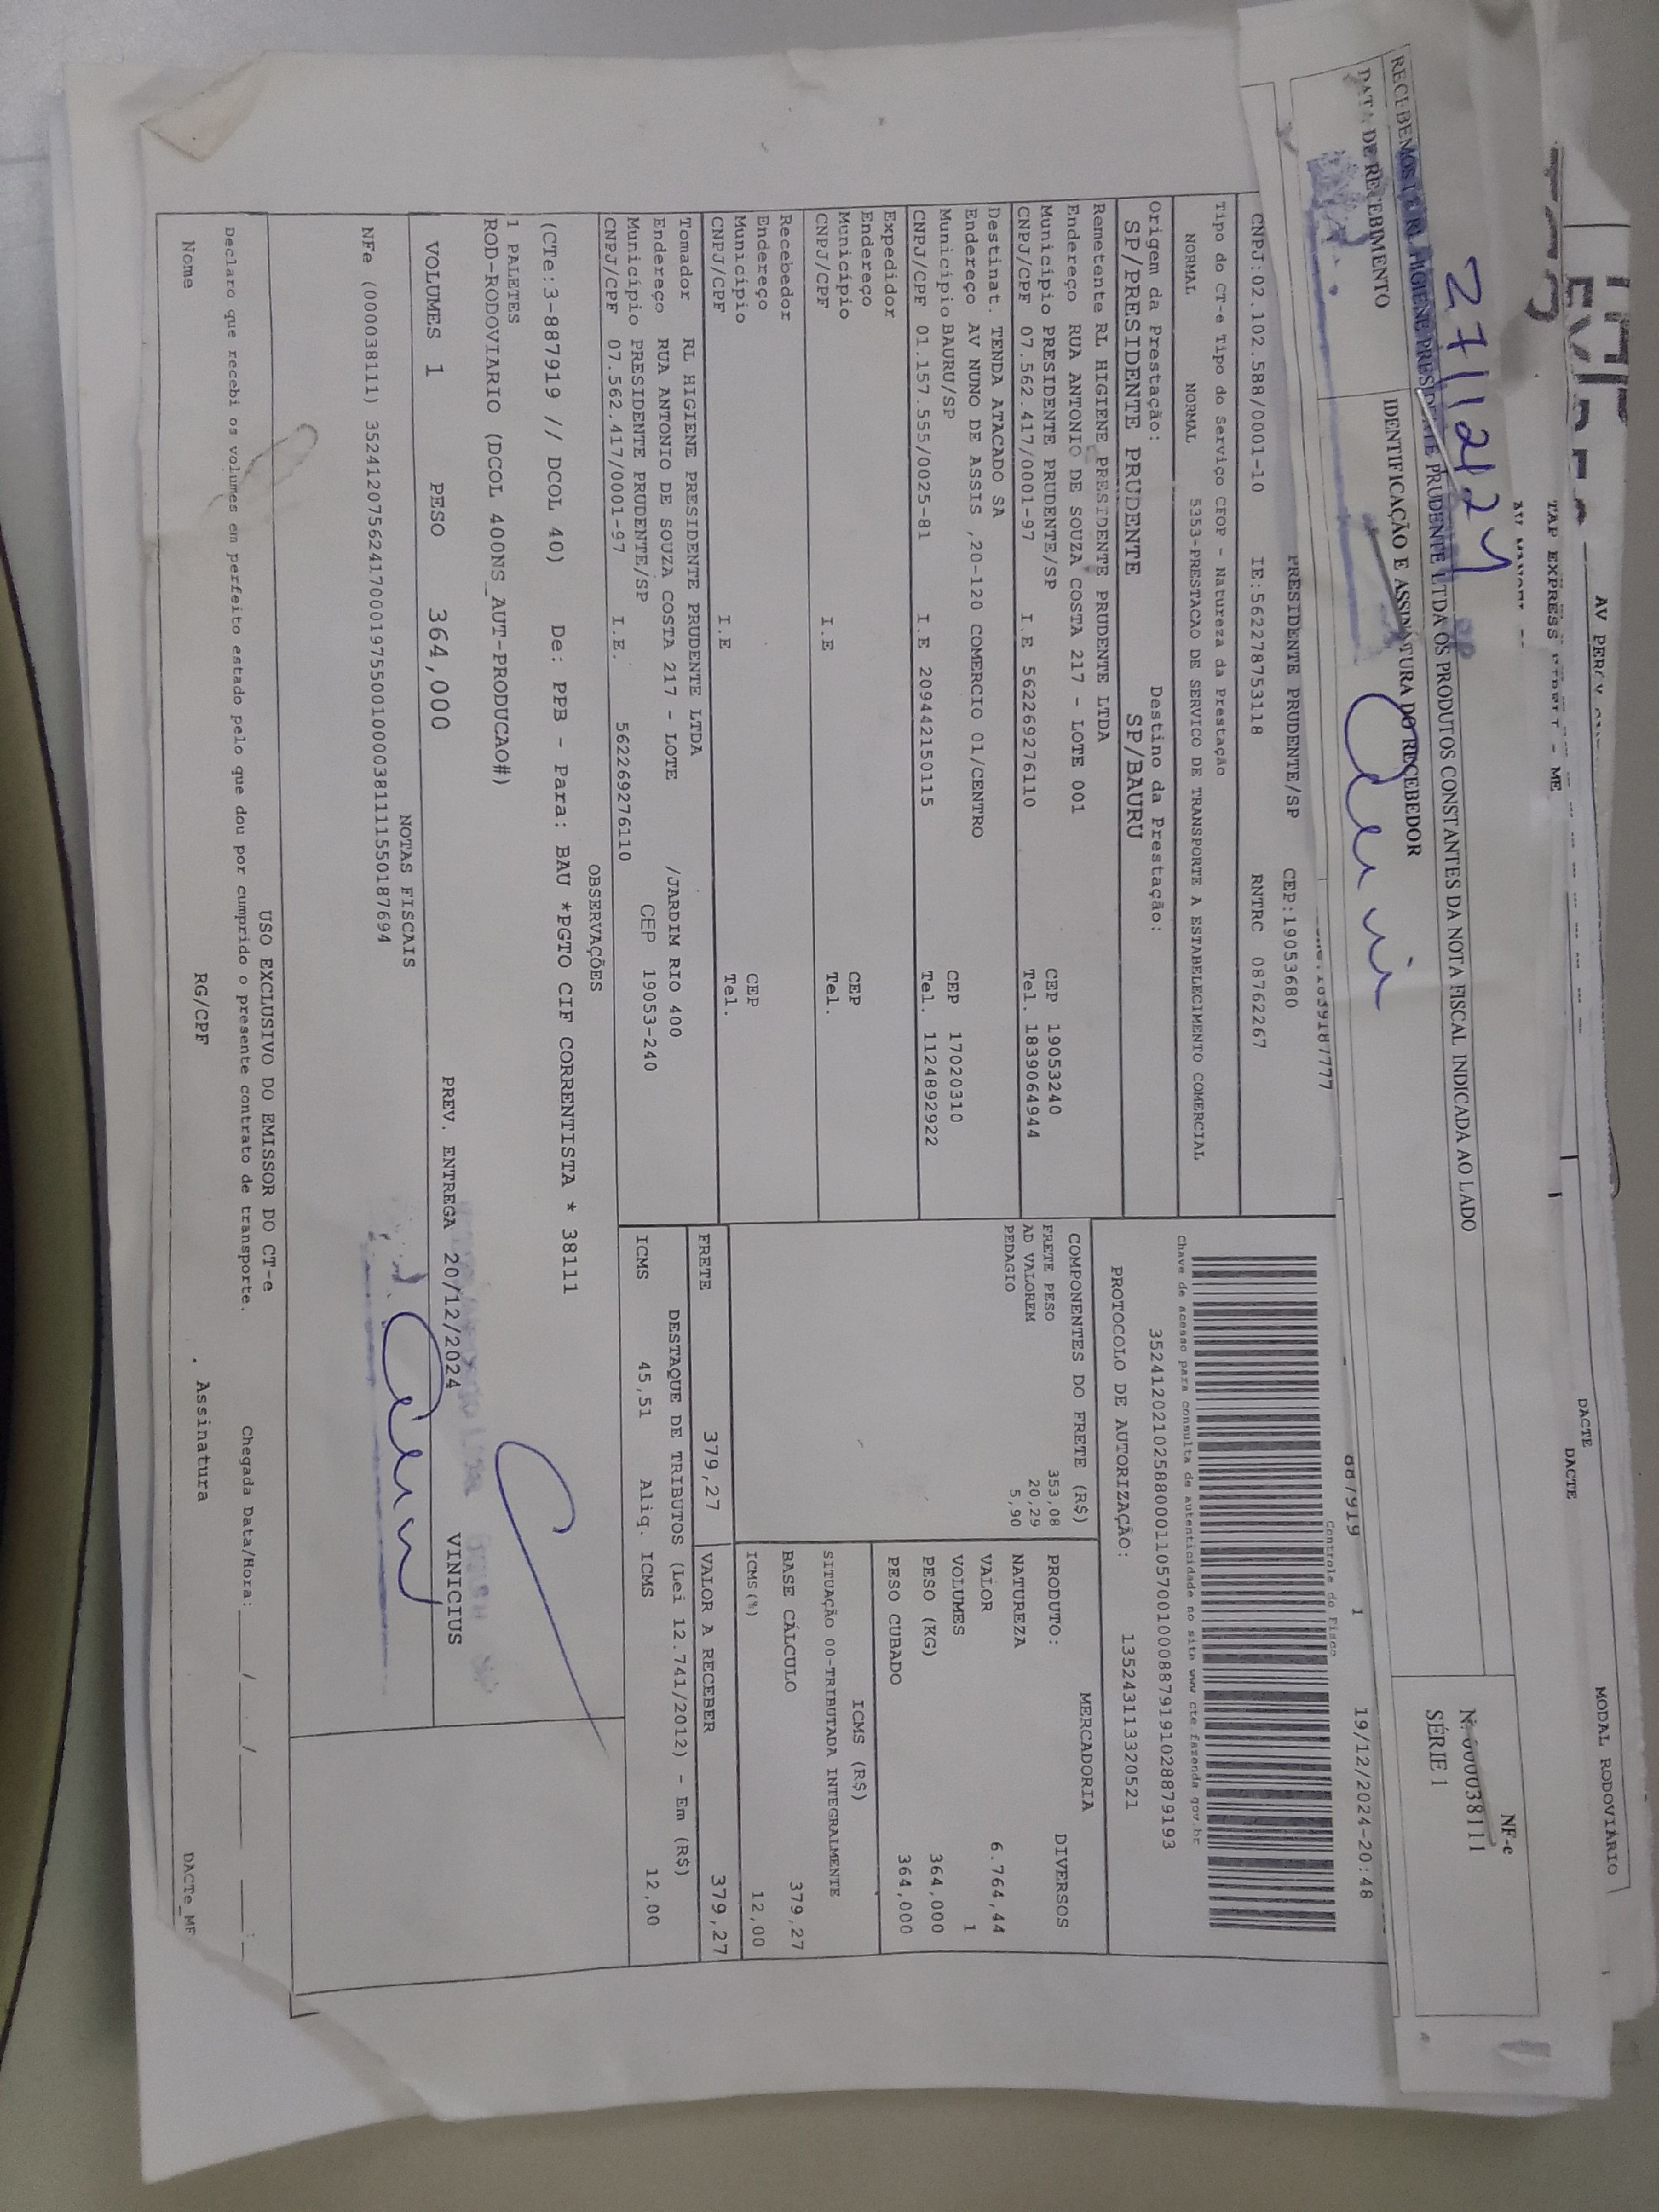 AV PERCY
MODAL RODOVIÁRIO
DACTE
DACTE
TAP EXPRESS
- ME
RECEBEMOS DE RL HIGIENE PRESIDENTE PRUDENTE LTDA OS PRODUTOS CONSTANTES DA NOTA FISCAL INDICADA AO LADO
27/12/24
DATA DE RECEBIMENTO
IDENTIFICAÇÃO E ASSINATURA DO RECEBEDOR
NF-e
N. 000038111
SÉRIE 1
887919 1 19/12/2024-20:48
PRESIDENTE PRUDENTE/SP CEP:19053680
CNPJ:02.102.588/0001-10 IE:562278753118 RNTRC 08762267
Controle do Fisco
Tipo do CT-e Tipo do Serviço CFOP - Natureza da Prestação
NORMAL NORMAL 5353-PRESTACAO DE SERVICO DE TRANSPORTE A ESTABELECIMENTO COMERCIAL
Chave de acesso para consulta de autenticidade no site www.cte.fazenda.gov.br
35241202102588000110570010008879191028879193
Origem da Prestação: Destino da Prestação:
SP/PRESIDENTE PRUDENTE SP/BAURU
PROTOCOLO DE AUTORIZAÇÃO: 135243113320521
Remetente RL HIGIENE PRESIDENTE PRUDENTE LTDA
Endereço RUA ANTONIO DE SOUZA COSTA 217 - LOTE 001
Município PRESIDENTE PRUDENTE/SP CEP 19053240
CNPJ/CPF 07.562.417/0001-97 I.E 562269276110 Tel. 1839064944
Destinat. TENDA ATACADO SA
Endereço AV NUNO DE ASSIS ,20-120 COMERCIO 01/CENTRO
Município BAURU/SP CEP 17020310
CNPJ/CPF 01.157.555/0025-81 I.E 209442150115 Tel. 1124892922
Expedidor
Endereço
Município CEP
CNPJ/CPF I.E Tel.
Recebedor
Endereço
Município CEP
CNPJ/CPF I.E Tel.
Tomador RL HIGIENE PRESIDENTE PRUDENTE LTDA
Endereço RUA ANTONIO DE SOUZA COSTA 217 - LOTE /JARDIM RIO 400
Município PRESIDENTE PRUDENTE/SP CEP 19053-240
CNPJ/CPF 07.562.417/0001-97 I.E. 562269276110
COMPONENTES DO FRETE (R$)
FRETE PESO 353,08
AD VALOREM 20,29
PEDAGIO 5,90
MERCADORIA
PRODUTO: DIVERSOS
NATUREZA
VALOR 6.764,44
VOLUMES 1
PESO (KG) 364,000
PESO CUBADO 364,000
ICMS (R$)
SITUAÇÃO 00-TRIBUTADA INTEGRALMENTE
BASE CÁLCULO 379,27
ICMS(%) 12,00
FRETE 379,27 VALOR A RECEBER 379,27
DESTAQUE DE TRIBUTOS (Lei 12.741/2012) - Em (R$)
ICMS 45,51 Aliq. ICMS 12,00
OBSERVAÇÕES
(CTe:3-887919 // DCOL 40) De: PPB - Para: BAU *PGTO CIF CORRENTISTA * 38111
1 PALETES
ROD-RODOVIARIO (DCOL 400NS_AUT-PRODUCAO#)
VOLUMES 1 PESO 364,000 PREV. ENTREGA 20/12/2024 VINICIUS
NOTAS FISCAIS
NFe (000038111) 35241207562417000197550010000381111550187694
USO EXCLUSIVO DO EMISSOR DO CT-e
Declaro que recebi os volumes em perfeito estado pelo que dou por cumprido o presente contrato de transporte. Chegada Data/Hora:____/____/____ __:__
Nome RG/CPF Assinatura DACTe_MF